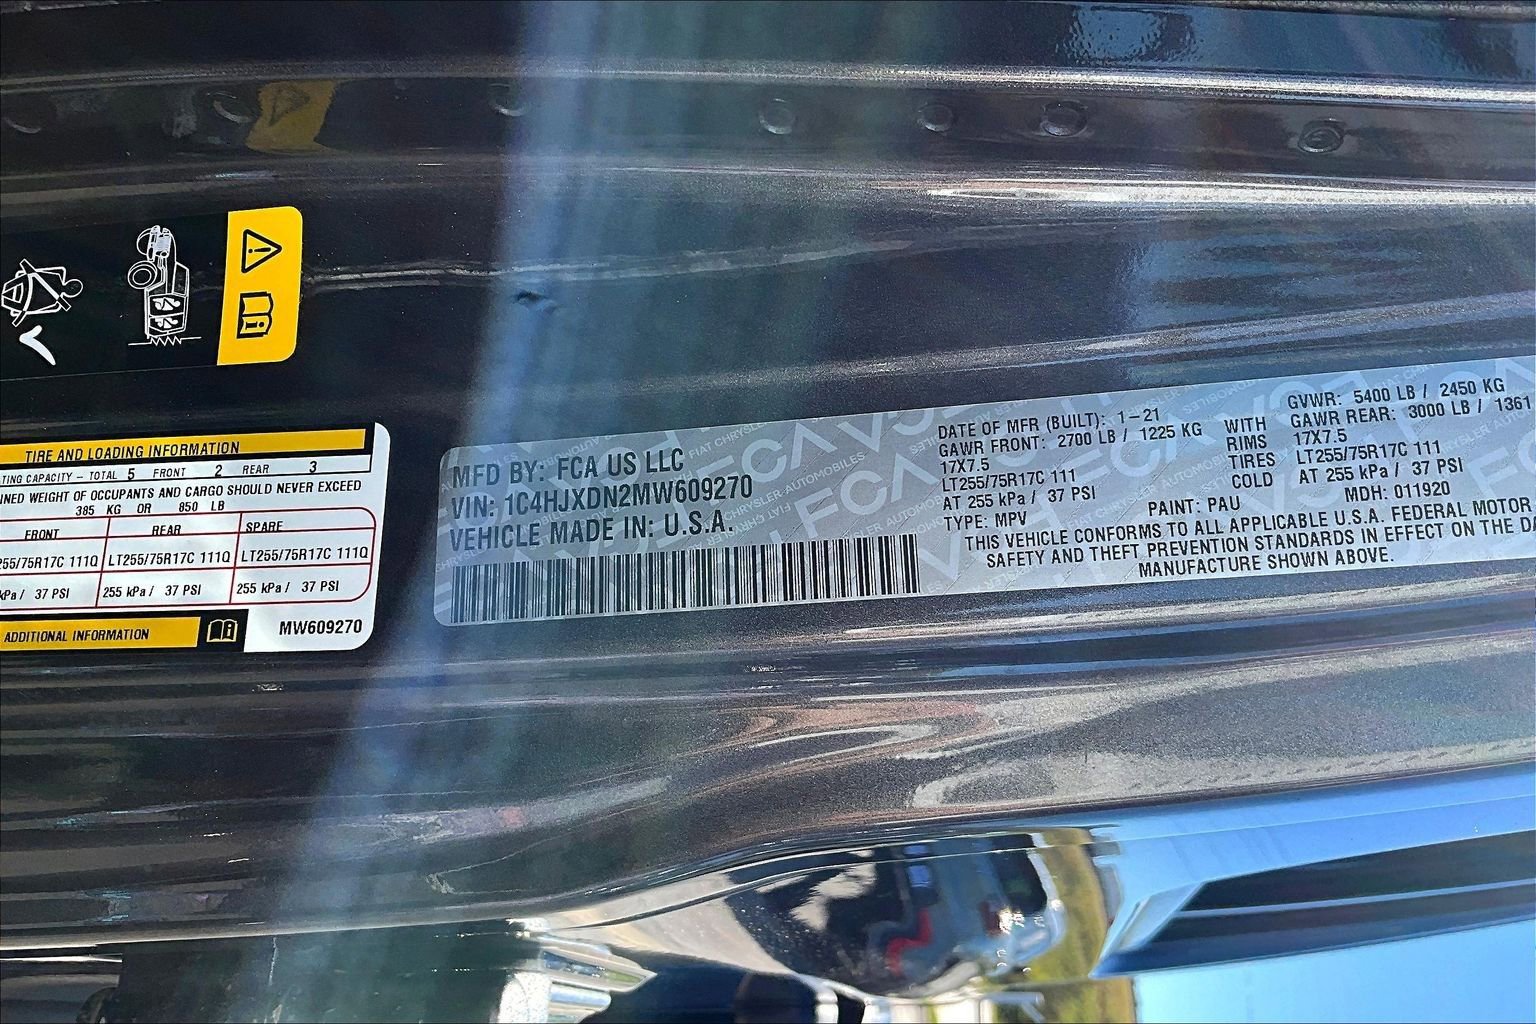 TIRE AND LOADING INFORMATION
TING CAPACITY - TOTAL 5 FRONT 2 REAR 3
INED WEIGHT OF OCCUPANTS AND CARGO SHOULD NEVER EXCEED
385 KG OR 850 LB
FRONT REAR SPARE
255/75R17C 111Q LT255/75R17C 111Q LT255/75R17C 111Q
kPa / 37 PSI 255 kPa / 37 PSI 255 kPa / 37 PSI
ADDITIONAL INFORMATION
MW609270
MFD BY: FCA US LLC
VIN: 1C4HJXDN2MW609270
VEHICLE MADE IN: U.S.A.
DATE OF MFR (BUILT): 1-21 GVWR: 5400 LB / 2450 KG
GAWR FRONT: 2700 LB / 1225 KG WITH GAWR REAR: 3000 LB / 1361
17X7.5 RIMS 17X7.5
LT255/75R17C 111 TIRES LT255/75R17C 111
AT 255 kPa / 37 PSI COLD AT 255 kPa / 37 PSI
TYPE: MPV PAINT: PAU MDH: 011920
THIS VEHICLE CONFORMS TO ALL APPLICABLE U.S.A. FEDERAL MOTOR
SAFETY AND THEFT PREVENTION STANDARDS IN EFFECT ON THE DA
MANUFACTURE SHOWN ABOVE.